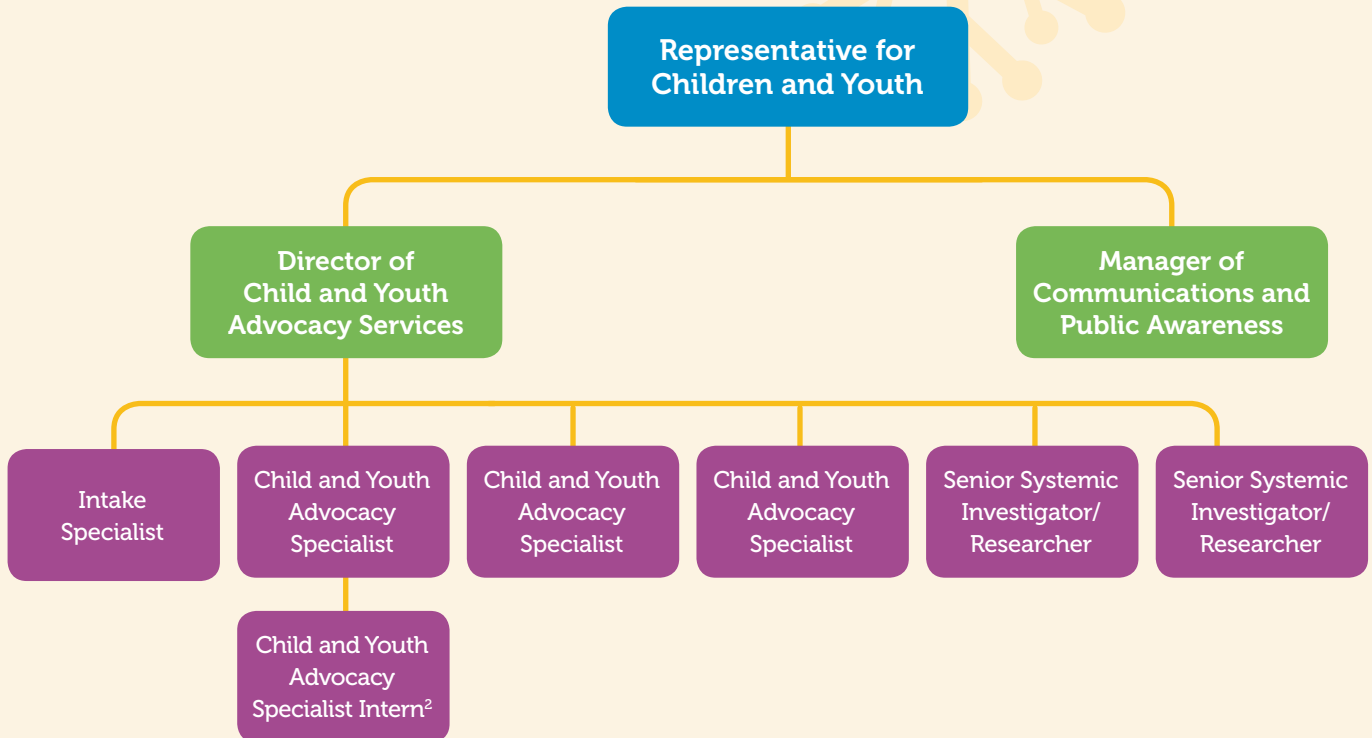 Representative for
Children and Youth
Director of
Child and Youth
Advocacy Services
Manager of
Communications and
Public Awareness
Intake
Specialist
Child and Youth
Advocacy
Specialist
Child and Youth
Advocacy
Specialist
Child and Youth
Advocacy
Specialist
Senior Systemic
Investigator/
Researcher
Senior Systemic
Investigator/
Researcher
Child and Youth
Advocacy
Specialist Intern²